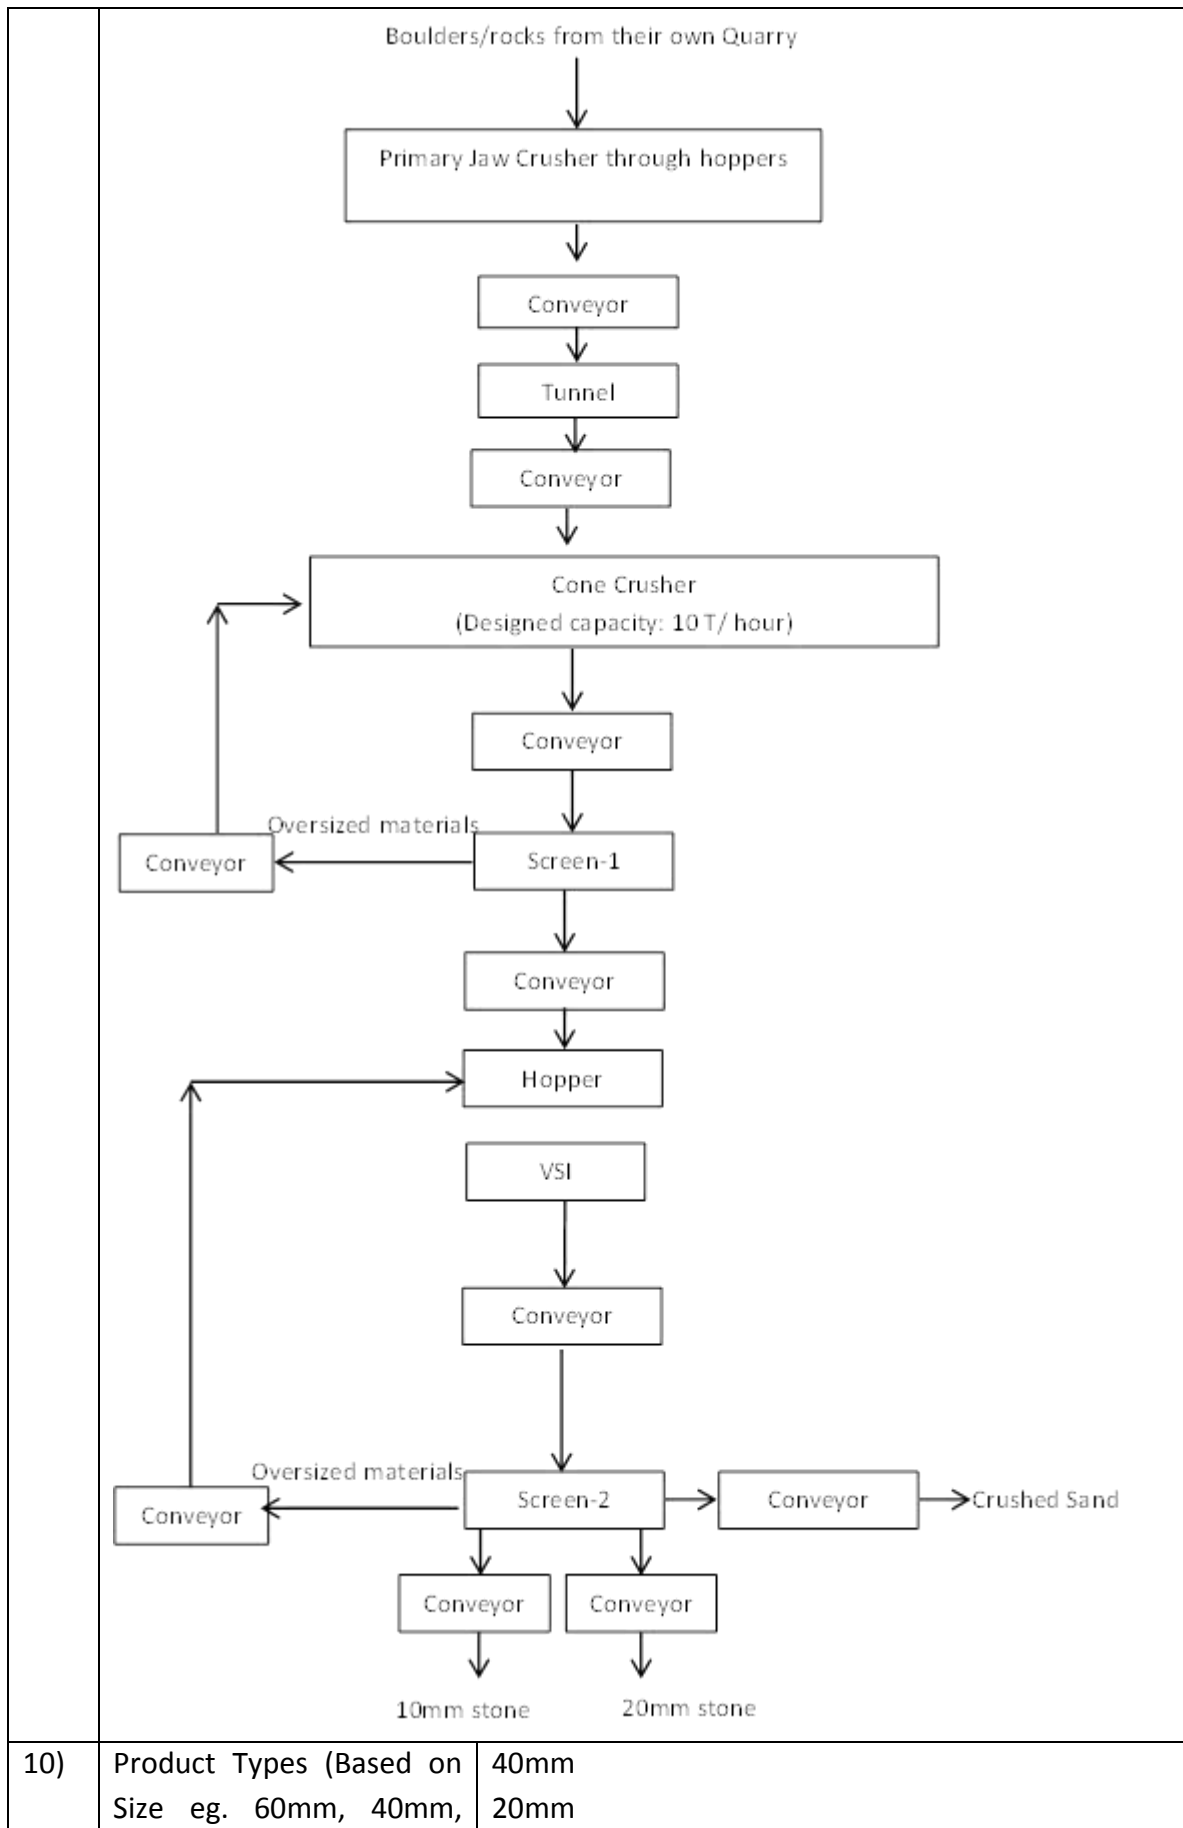 Boulders/rocks from their own Quarry
Primary Jaw Crusher through hoppers
Conveyor
Tunnel
Conveyor
Cone Crusher
(Designed capacity: 10 T/ hour)
Conveyor
Oversized materials
Conveyor
Screen-1
Conveyor
Hopper
VSI
Conveyor
Oversized materials
Conveyor
Screen-2
Conveyor
Crushed Sand
Conveyor
Conveyor
10mm stone
20mm stone
10)
Product Types (Based on
Size eg. 60mm, 40mm,
40mm
20mm